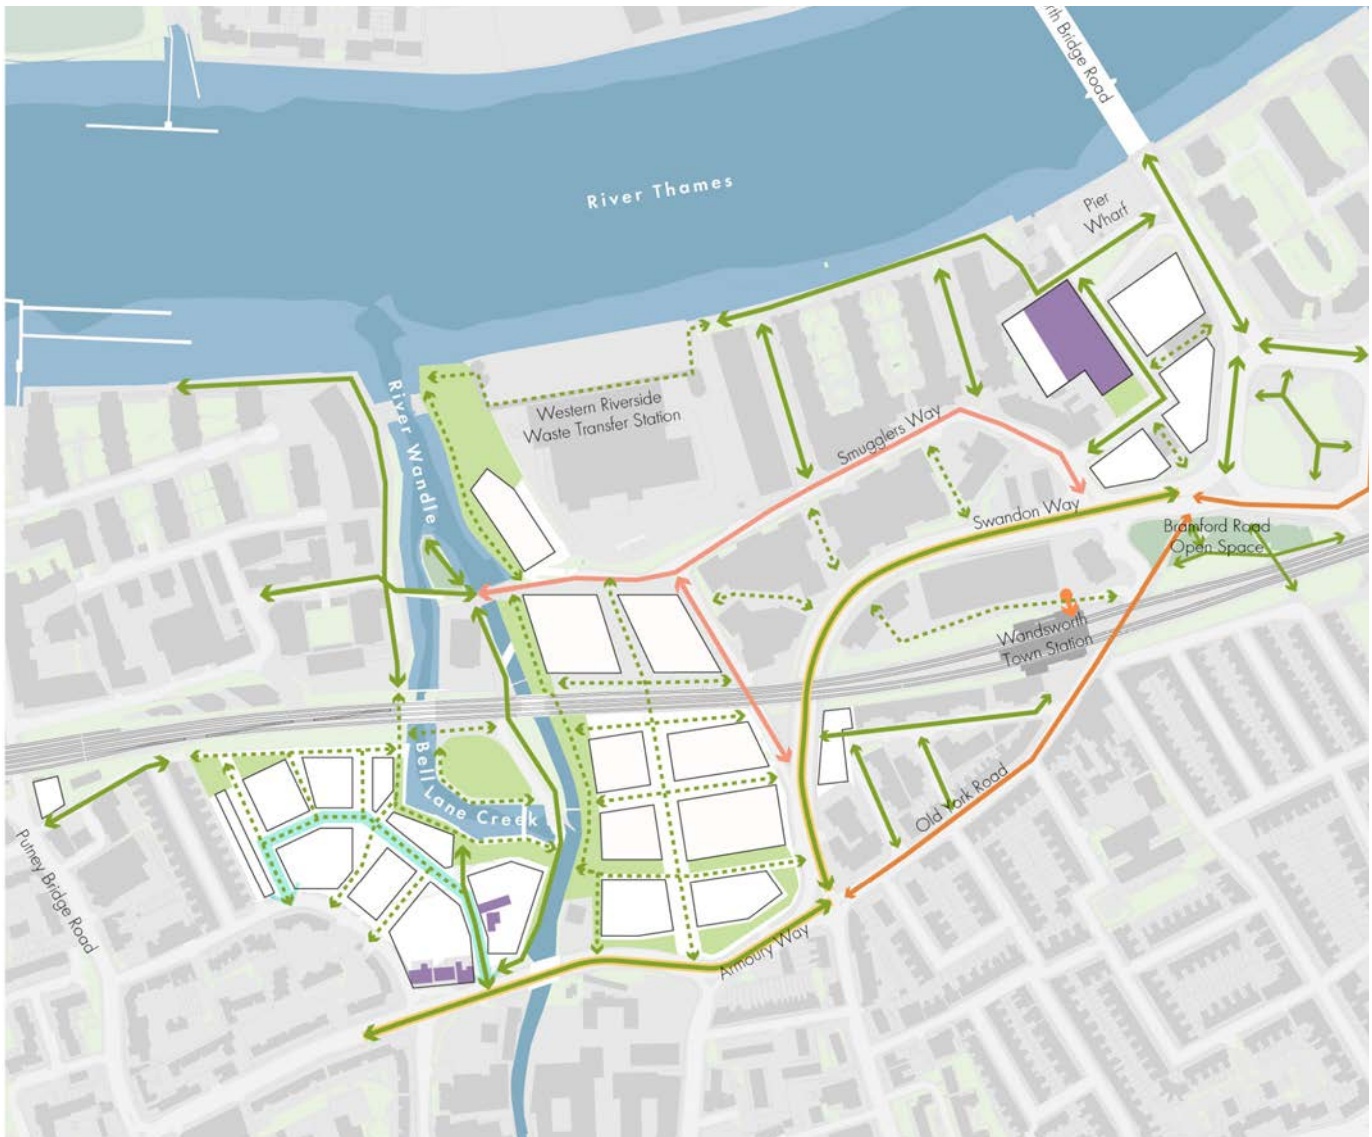 rth Bridge Road
River Thames
Pier
Wharf
River Wandle
Western Riverside
Waste Transfer Station
Smugglers Way
Swandon Way
Bramford Road
Open Space
Wandsworth
Town Station
Bell Lane Creek
Old York Road
Putney Bridge Road
Armoury Way